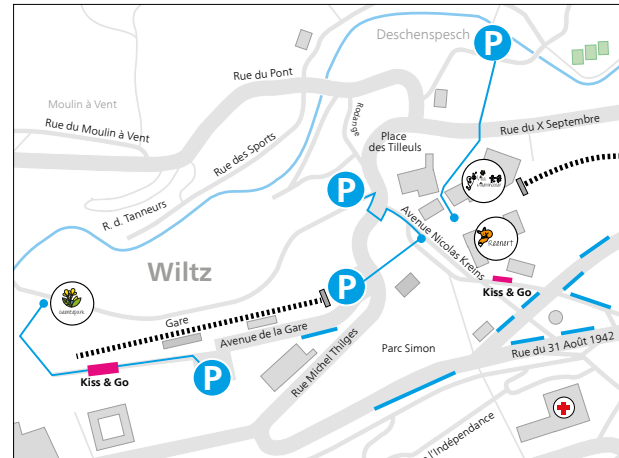 Deschenspesch
P
Rue du Pont
Moulin à Vent
Rue du Moulin à Vent
Rodange
Rue du X Septembre
Place
des Tilleuls
Rue des Sports
P
R. d. Tanneurs
Avenue Nicolas Kreins
Reenert
Wiltz
P
Kiss & Go
Gare
Avenue de la Gare
Rue Michel Thilges
Parc Simon
Rue du 31 Août 1942
Kiss & Go
P
l'Indépendance